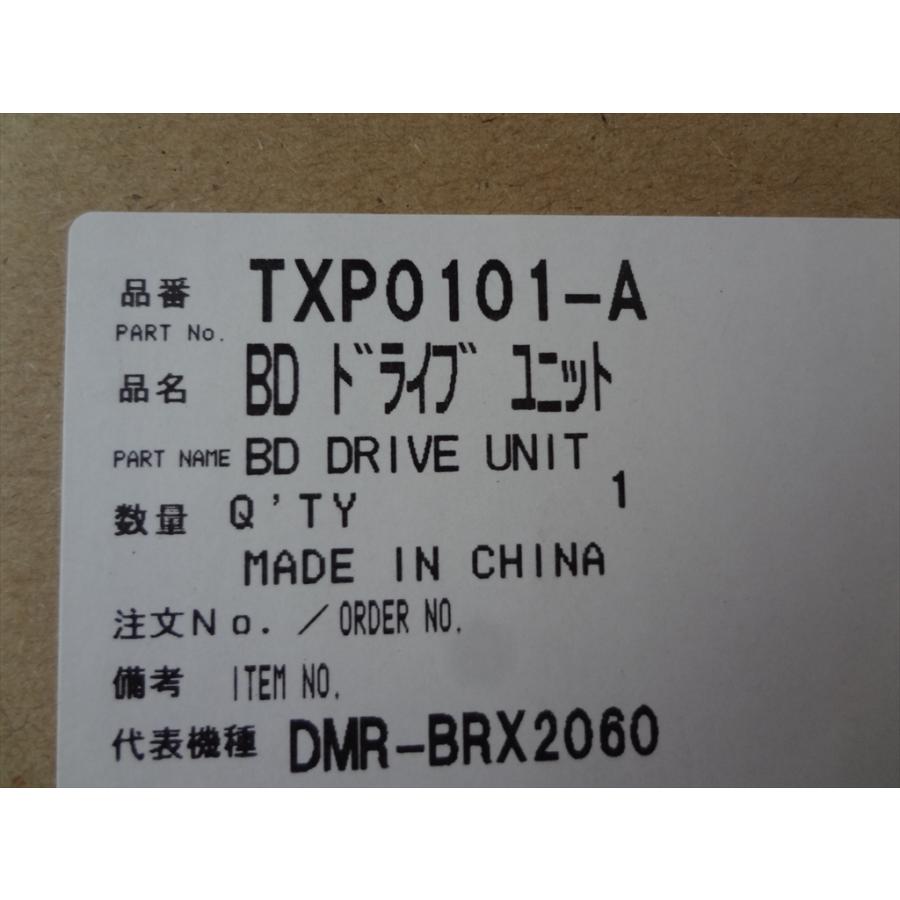 品番 TXP0101-A
PART No.
品名 BD ﾄﾞﾗｲﾌﾞ ﾕﾆｯﾄ
PART NAME BD DRIVE UNIT
数量 Q'TY 1
MADE IN CHINA
注文Ｎｏ．／ORDER NO.
備考 ITEM NO.
代表機種 DMR-BRX2060